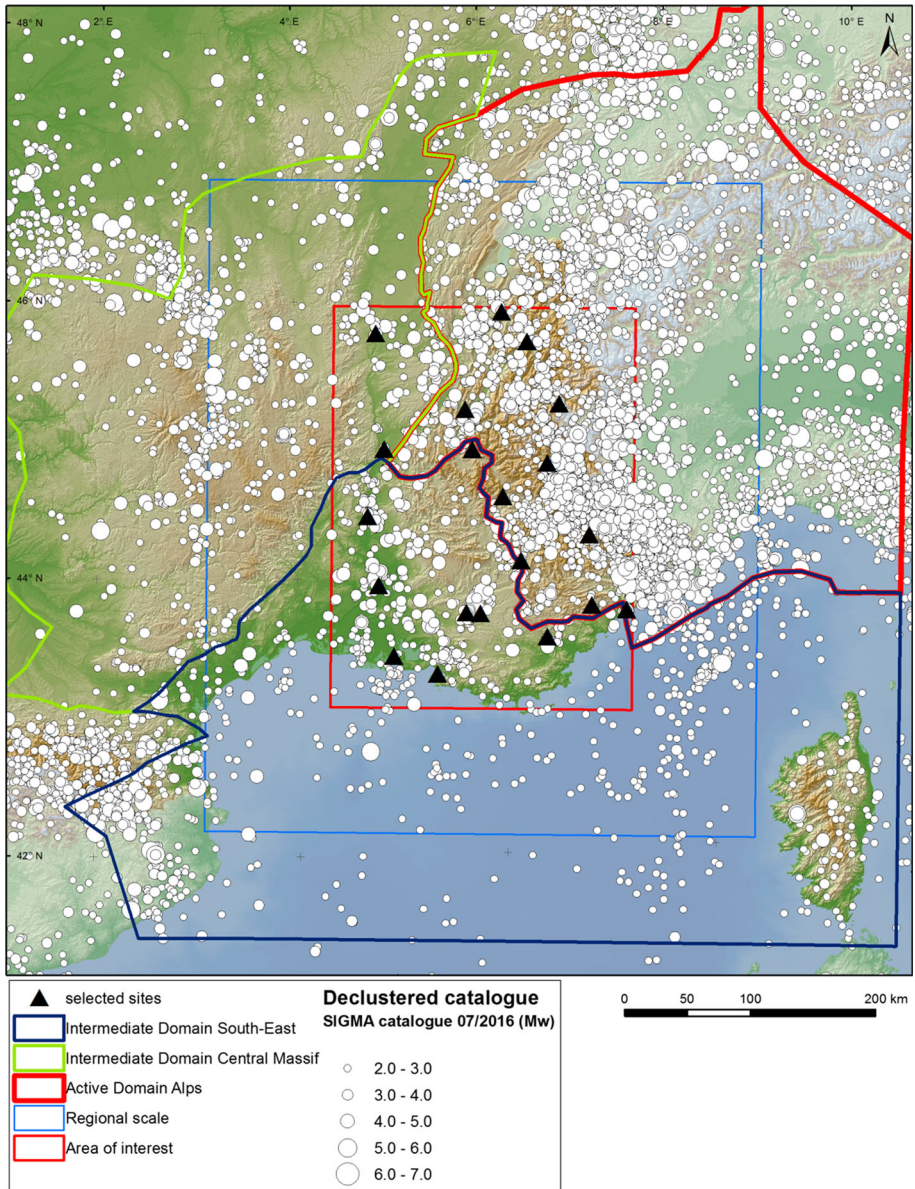 48° N
2° E
4° E
6° E
8° E
10° E
N
46° N
44° N
42° N
selected sites
Intermediate Domain South-East
Intermediate Domain Central Massif
Active Domain Alps
Regional scale
Area of interest
Declustered catalogue
SIGMA catalogue 07/2016 (Mw)
2.0 - 3.0
3.0 - 4.0
4.0 - 5.0
5.0 - 6.0
6.0 - 7.0
0 50 100 200 km